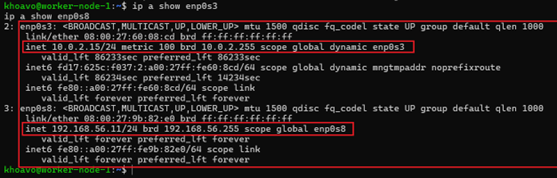 khoavo@worker-node-1:~$ ip a show enp0s3
ip a show enp0s8
2: enp0s3: <BROADCAST,MULTICAST,UP,LOWER_UP> mtu 1500 qdisc fq_codel state UP group default qlen 1000
link/ether 08:00:27:60:08:cd brd ff:ff:ff:ff:ff:ff
inet 10.0.2.15/24 metric 100 brd 10.0.2.255 scope global dynamic enp0s3
valid_lft 86233sec preferred_lft 86233sec
inet6 fd17:625c:f037:2:a00:27ff:fe60:8cd/64 scope global dynamic mngtmpaddr noprefixroute
valid_lft 86234sec preferred_lft 14234sec
inet6 fe80::a00:27ff:fe60:8cd/64 scope link
valid_lft forever preferred_lft forever
3: enp0s8: <BROADCAST,MULTICAST,UP,LOWER_UP> mtu 1500 qdisc fq_codel state UP group default qlen 1000
link/ether 08:00:27:9b:82:e0 brd ff:ff:ff:ff:ff:ff
inet 192.168.56.11/24 brd 192.168.56.255 scope global enp0s8
valid_lft forever preferred_lft forever
inet6 fe80::a00:27ff:fe9b:82e0/64 scope link
valid_lft forever preferred_lft forever
khoavo@worker-node-1:~$